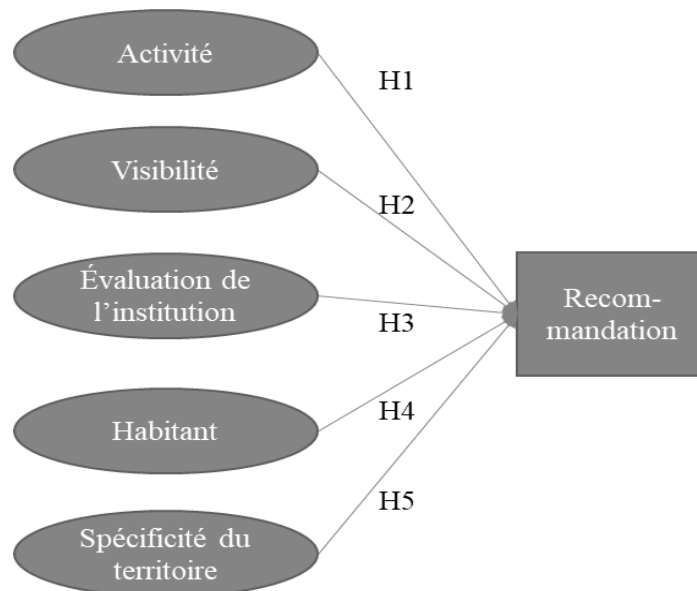 Activité
H1
Visibilité
H2
Évaluation de
l'institution
H3
Recom-
mandation
Habitant
H4
H5
Spécificité du
territoire